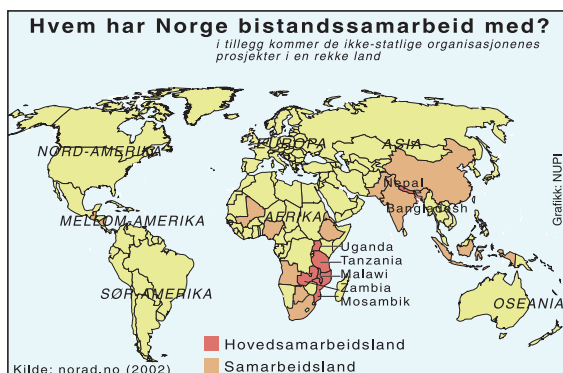 Hvem har Norge bistandssamarbeid med?
i tillegg kommer de ikke-statlige organisasjonenes
prosjekter i en rekke land
NORD-AMERIKA
EUROPA
ASIA
Nepal
Bangladesh
MELLOM-AMERIKA
AFRIKA
Uganda
Tanzania
Malawi
Zambia
Mosambik
SØR-AMERIKA
OSEANIA
Hovedsamarbeidsland
Samarbeidsland
Kilde: norad.no (2002)
Grafikk: NUPI